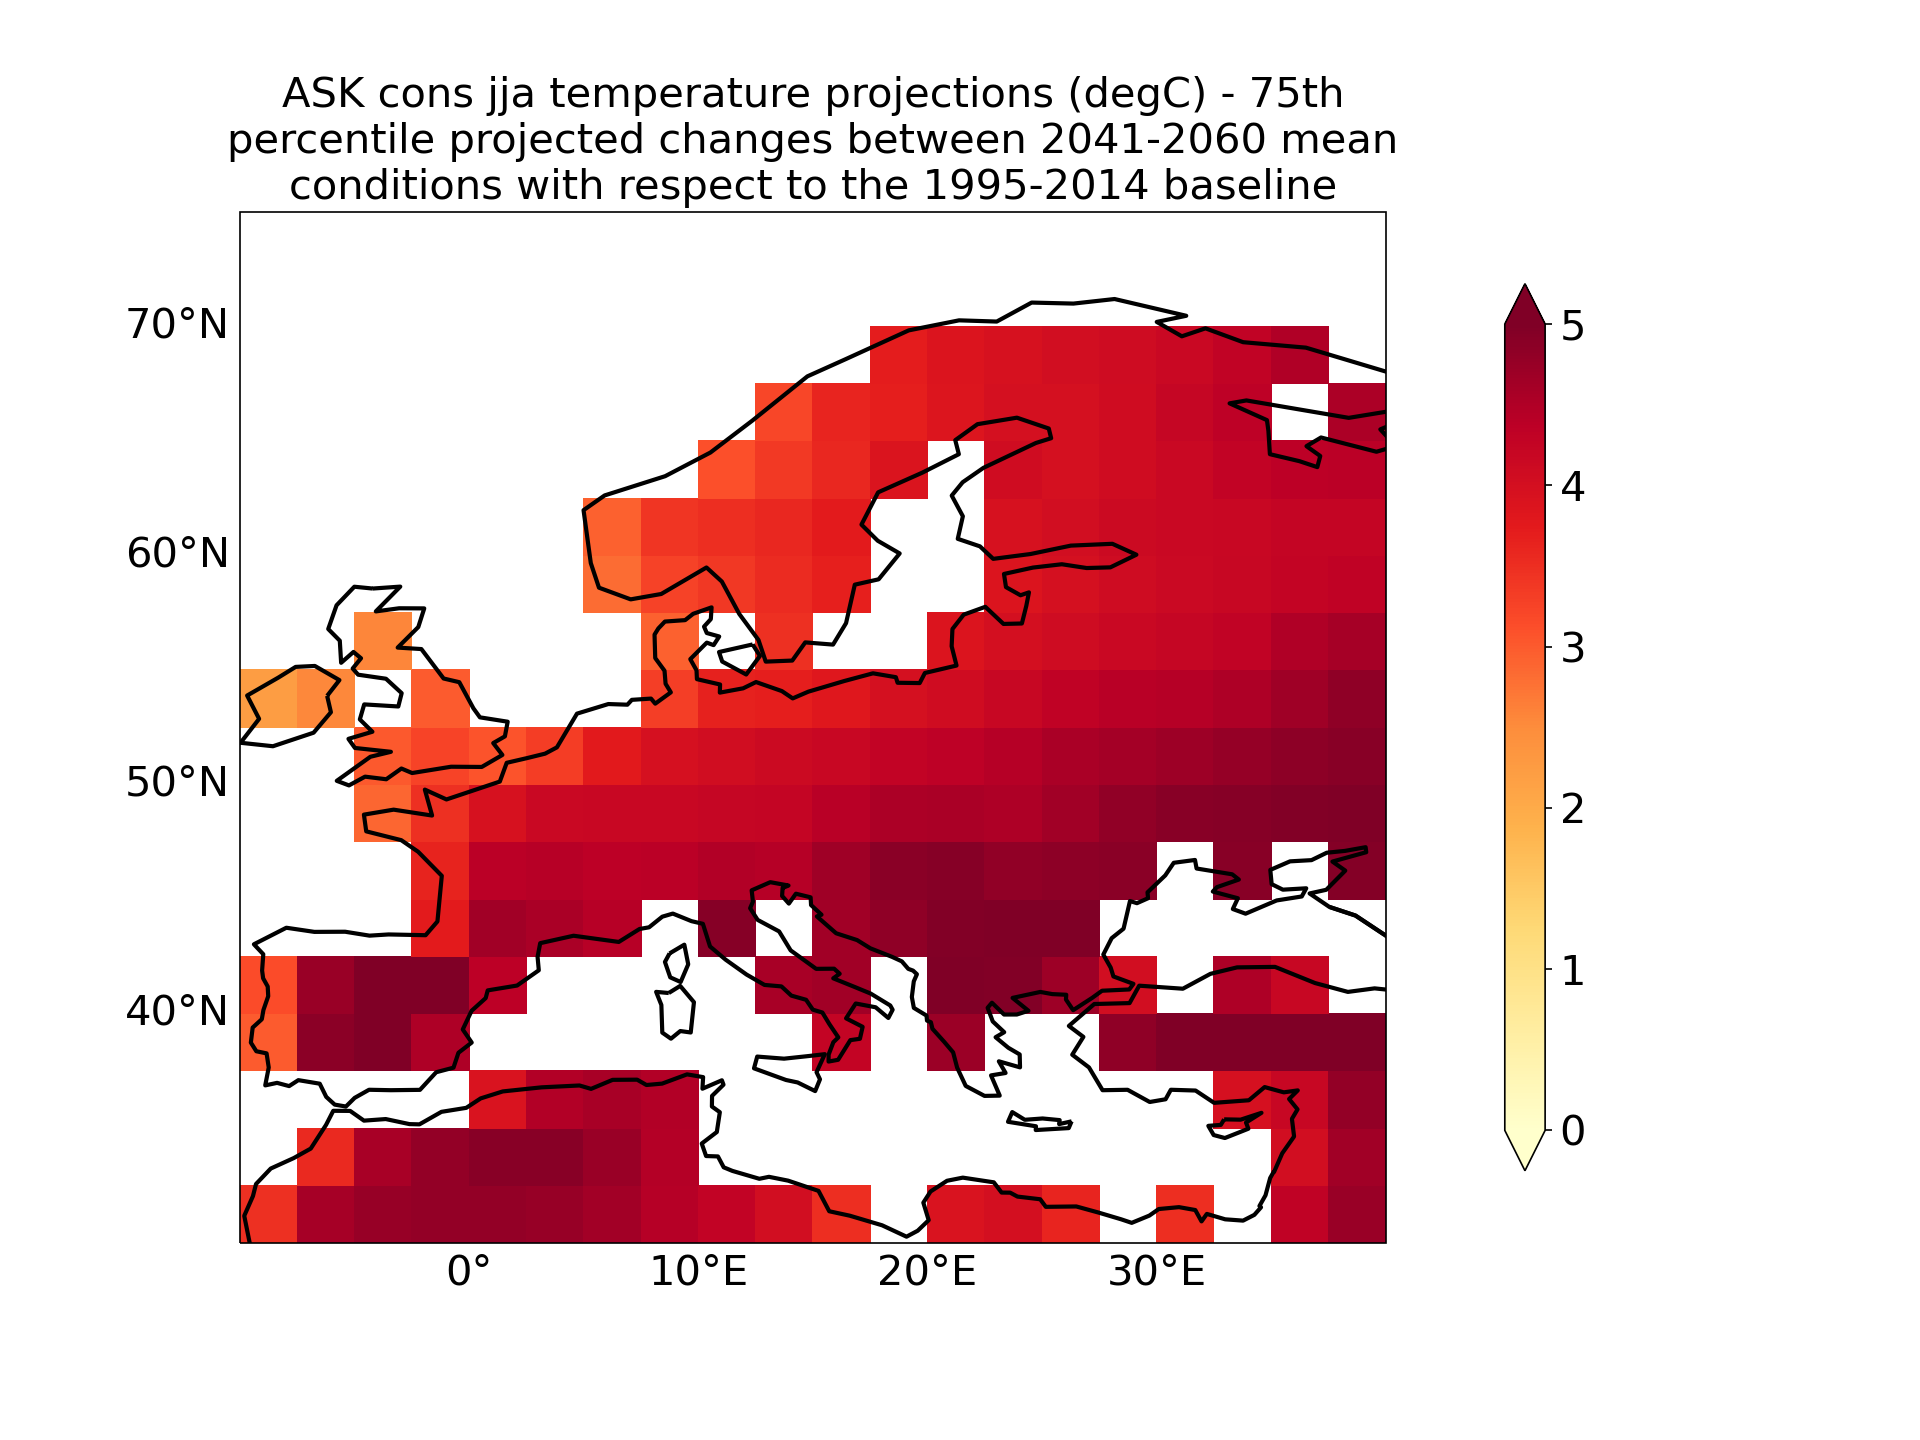 ASK cons jja temperature projections (degC) - 75th
percentile projected changes between 2041-2060 mean
conditions with respect to the 1995-2014 baseline
70°N
60°N
50°N
40°N
0°
10°E
20°E
30°E
5
4
3
2
1
0